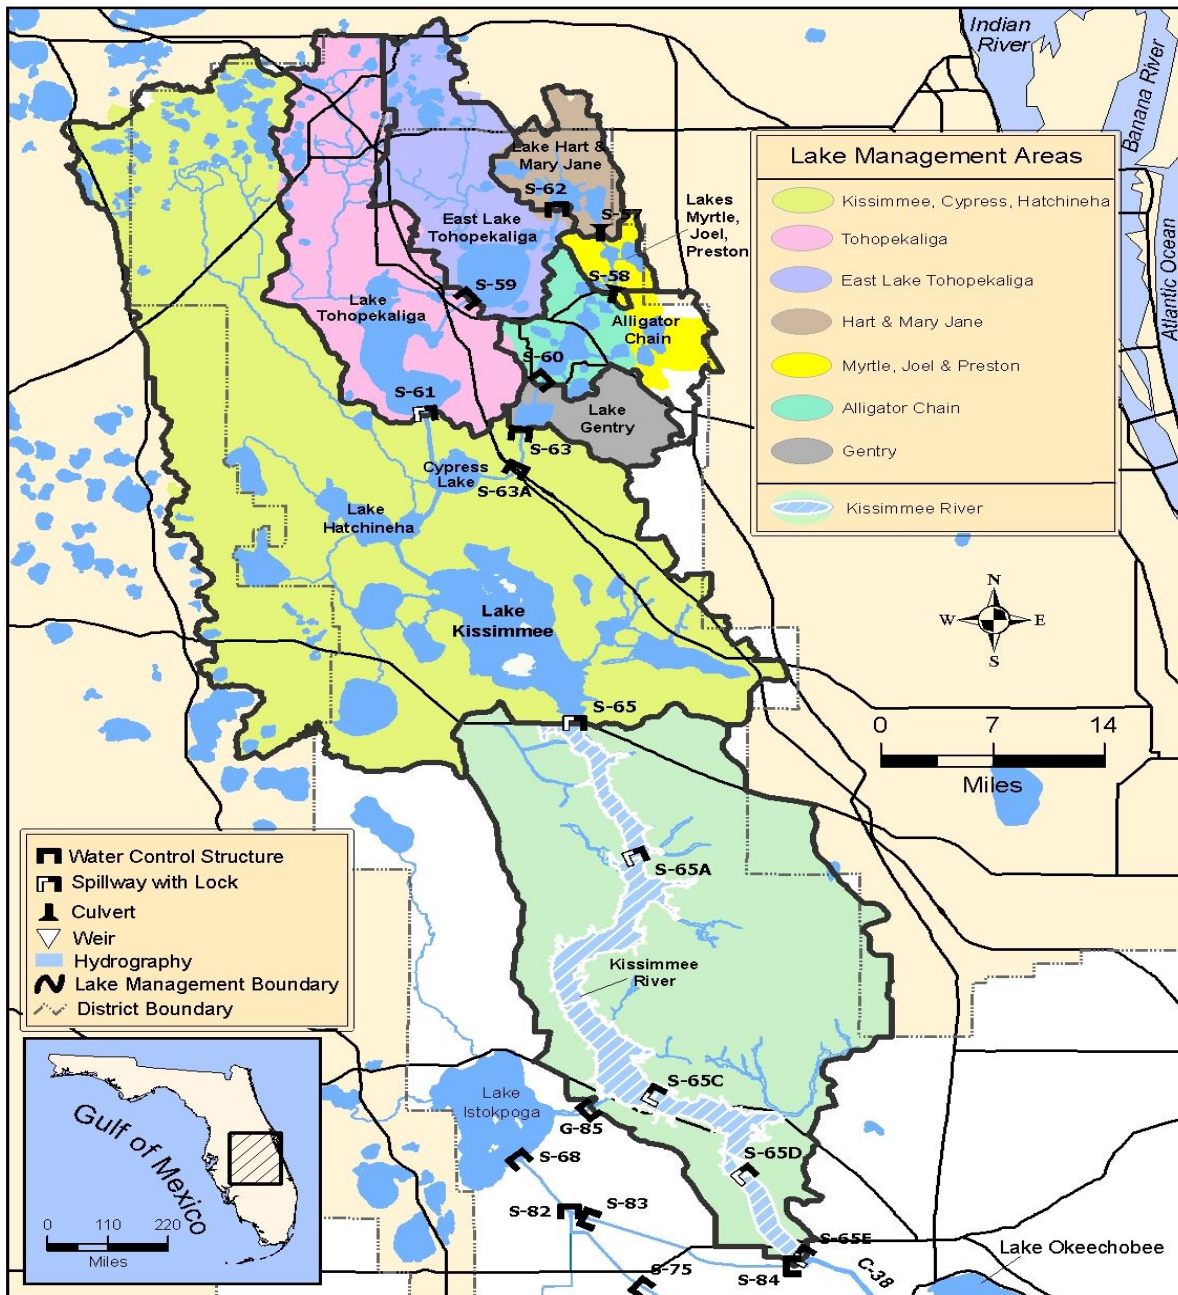 Indian
River
Banana River
Atlantic Ocean
Lake Management Areas
Kissimmee, Cypress, Hatchineha
Tohopekaliga
East Lake Tohopekaliga
Hart & Mary Jane
Myrtle, Joel & Preston
Alligator Chain
Gentry
Kissimmee River
Lake Hart &
Mary Jane
S-62
S-57
Lakes
Myrtle,
Joel,
Preston
East Lake
Tohopekaliga
S-58
S-59
Lake
Tohopekaliga
Alligator
Chain
S-60
S-61
Lake
Gentry
S-63
Cypress
Lake
S-63A
Lake
Hatchineha
Lake
Kissimmee
N
W
E
S
S-65
0 7 14
Miles
Water Control Structure
Spillway with Lock
Culvert
Weir
Hydrography
Lake Management Boundary
District Boundary
S-65A
Kissimmee
River
S-65C
Lake
Istokpoga
G-85
S-65D
S-68
S-82
S-83
S-65E
S-84
S-75
C-38
Lake Okeechobee
Gulf of Mexico
0 110 220
Miles